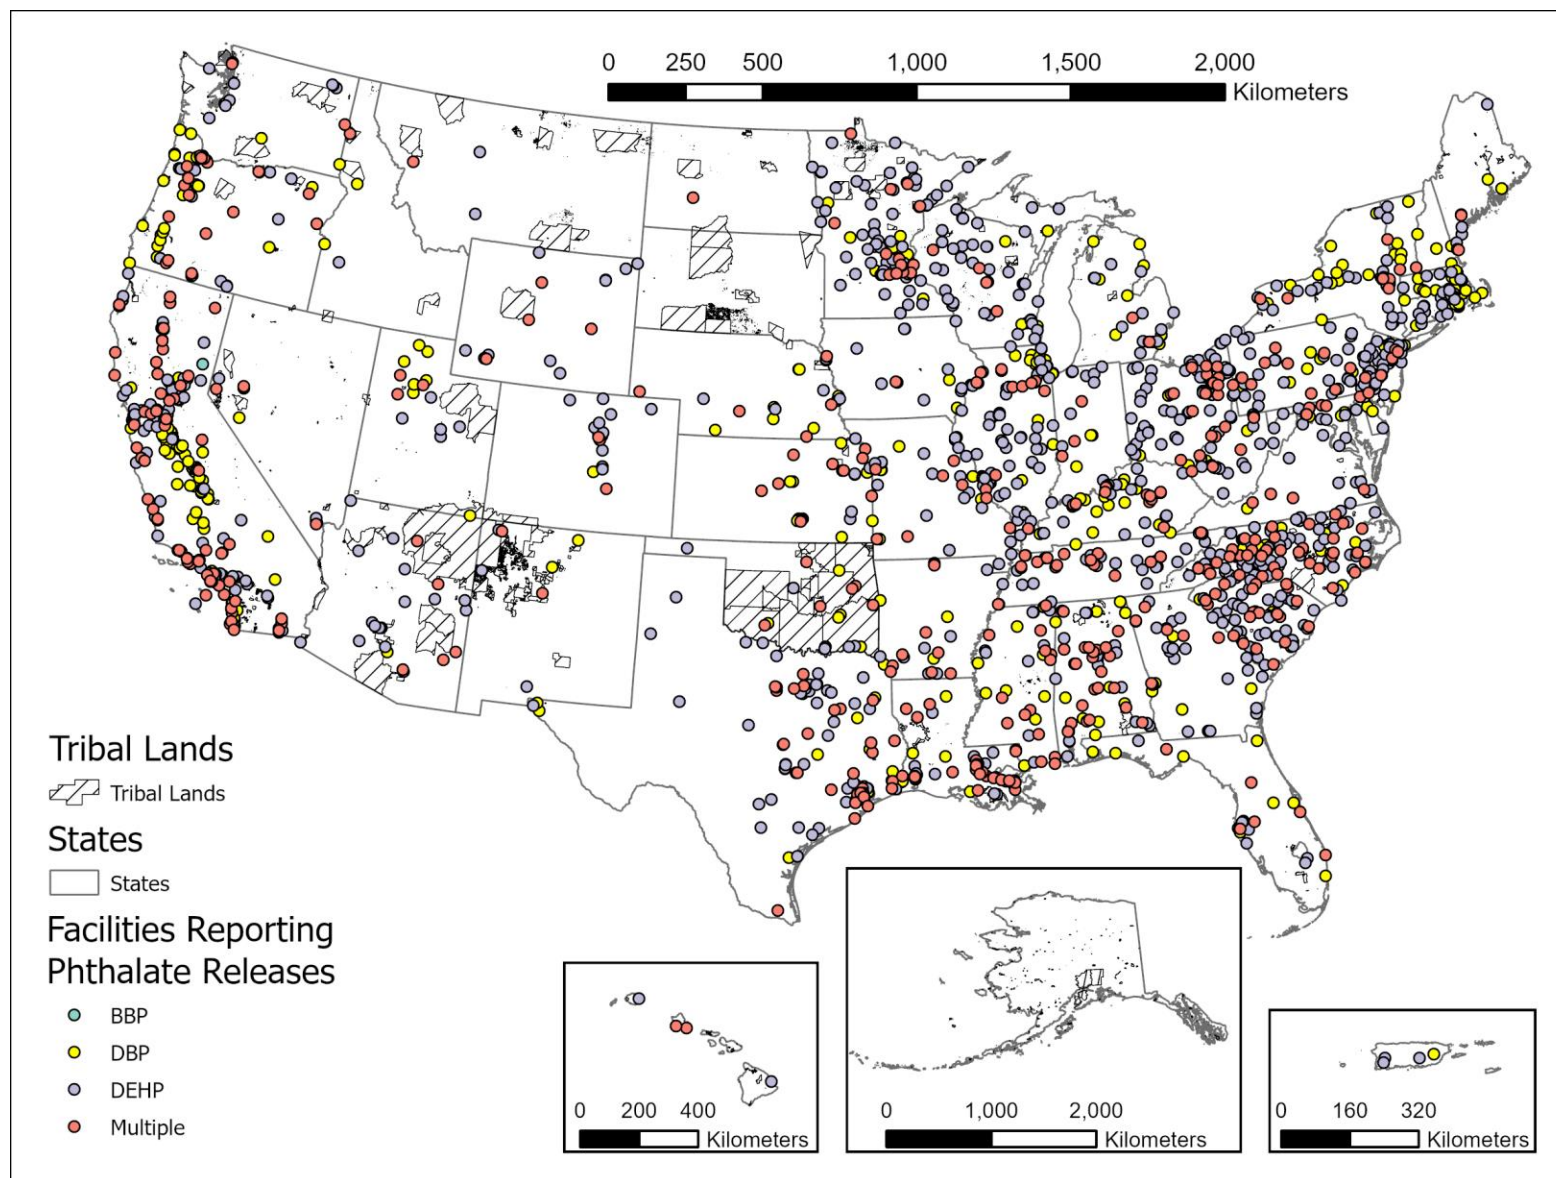 0 250 500 1,000 1,500 2,000
Kilometers
Tribal Lands
Tribal Lands
States
States
Facilities Reporting
Phthalate Releases
BBP
DBP
DEHP
Multiple
0 200 400
Kilometers
0 1,000 2,000
Kilometers
0 160 320
Kilometers